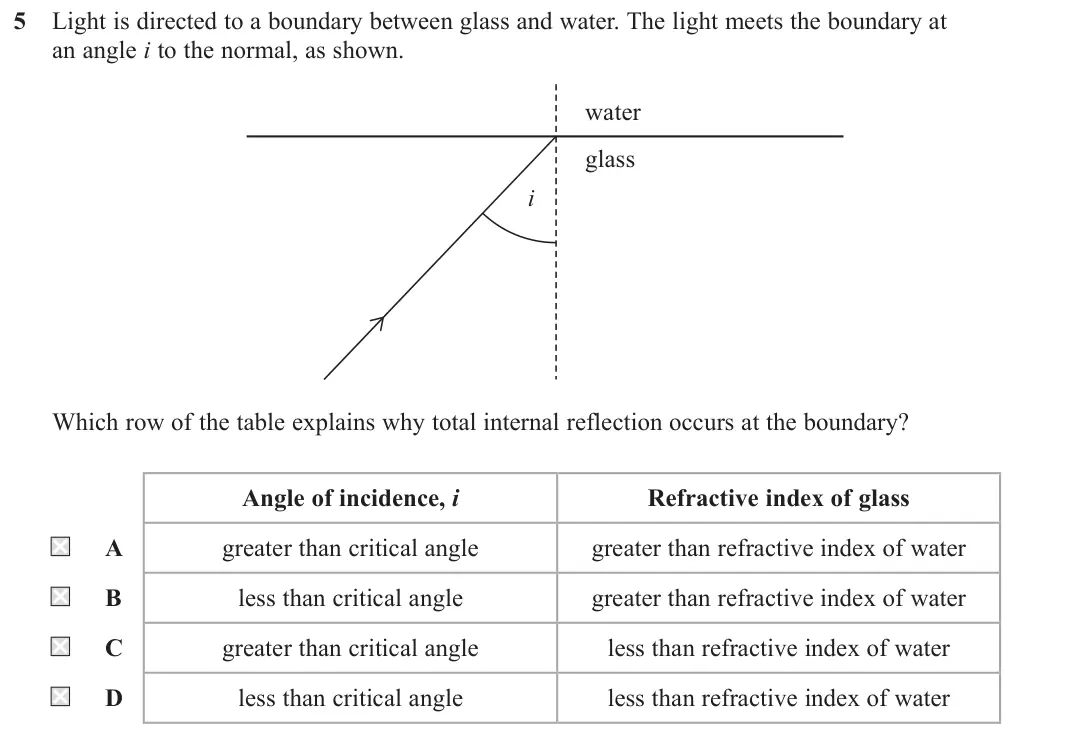 5 Light is directed to a boundary between glass and water. The light meets the boundary at
an angle i to the normal, as shown.
water
glass
i
Which row of the table explains why total internal reflection occurs at the boundary?
Angle of incidence, i Refractive index of glass
A greater than critical angle greater than refractive index of water
B less than critical angle greater than refractive index of water
C greater than critical angle less than refractive index of water
D less than critical angle less than refractive index of water